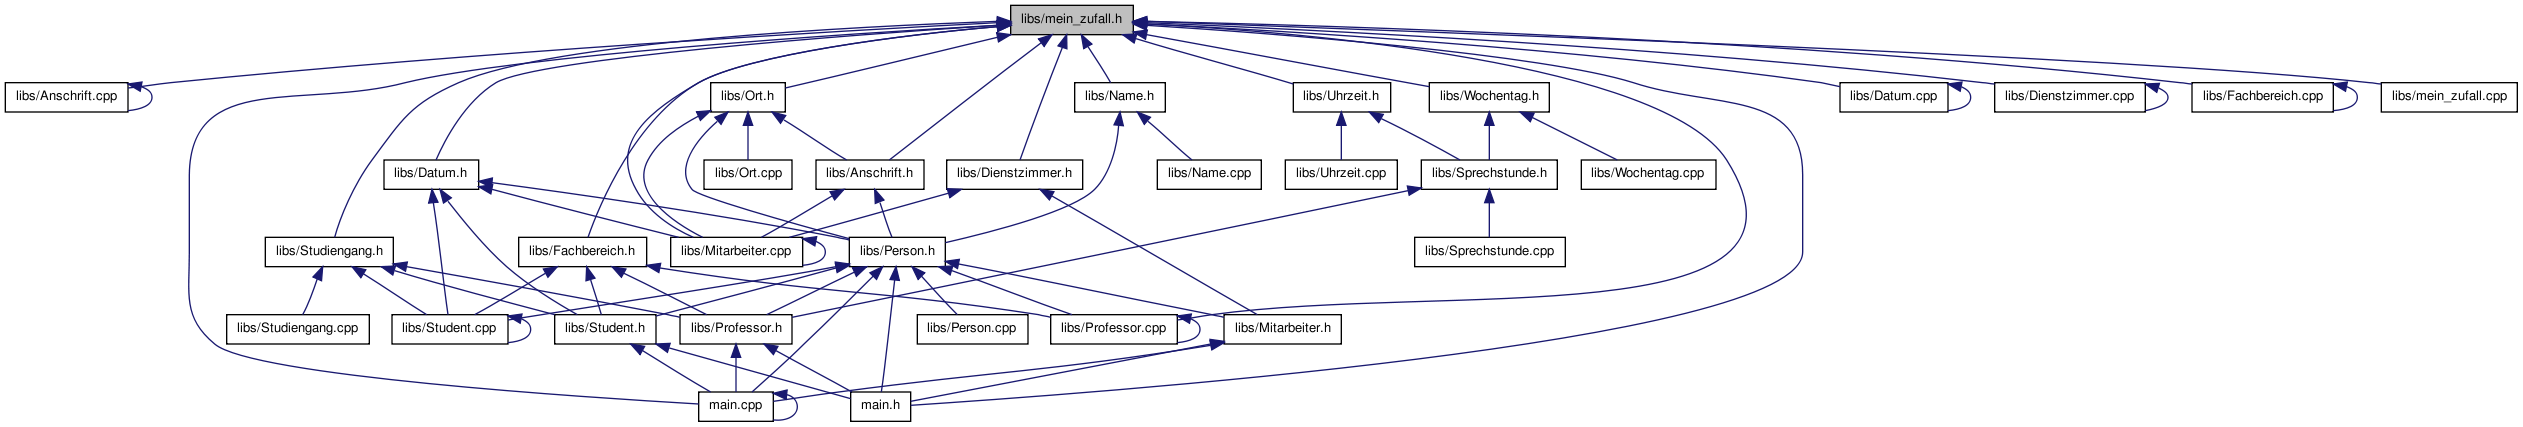 libs/mein_zufall.h
libs/Anschrift.cpp
libs/Ort.h
libs/Name.h
libs/Uhrzeit.h
libs/Wochentag.h
libs/Datum.cpp
libs/Dienstzimmer.cpp
libs/Fachbereich.cpp
libs/mein_zufall.cpp
libs/Datum.h
libs/Ort.cpp
libs/Anschrift.h
libs/Dienstzimmer.h
libs/Name.cpp
libs/Uhrzeit.cpp
libs/Sprechstunde.h
libs/Wochentag.cpp
libs/Studiengang.h
libs/Fachbereich.h
libs/Mitarbeiter.cpp
libs/Person.h
libs/Sprechstunde.cpp
libs/Studiengang.cpp
libs/Student.cpp
libs/Student.h
libs/Professor.h
libs/Person.cpp
libs/Professor.cpp
libs/Mitarbeiter.h
main.cpp
main.h